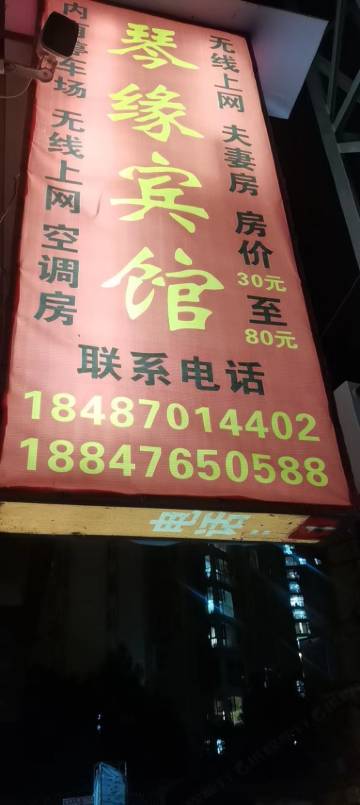 无线上网 夫妻房 房价30元至80元
琴缘宾馆
内有停车场 无线上网 空调房
联系电话
18487014402
18847650588